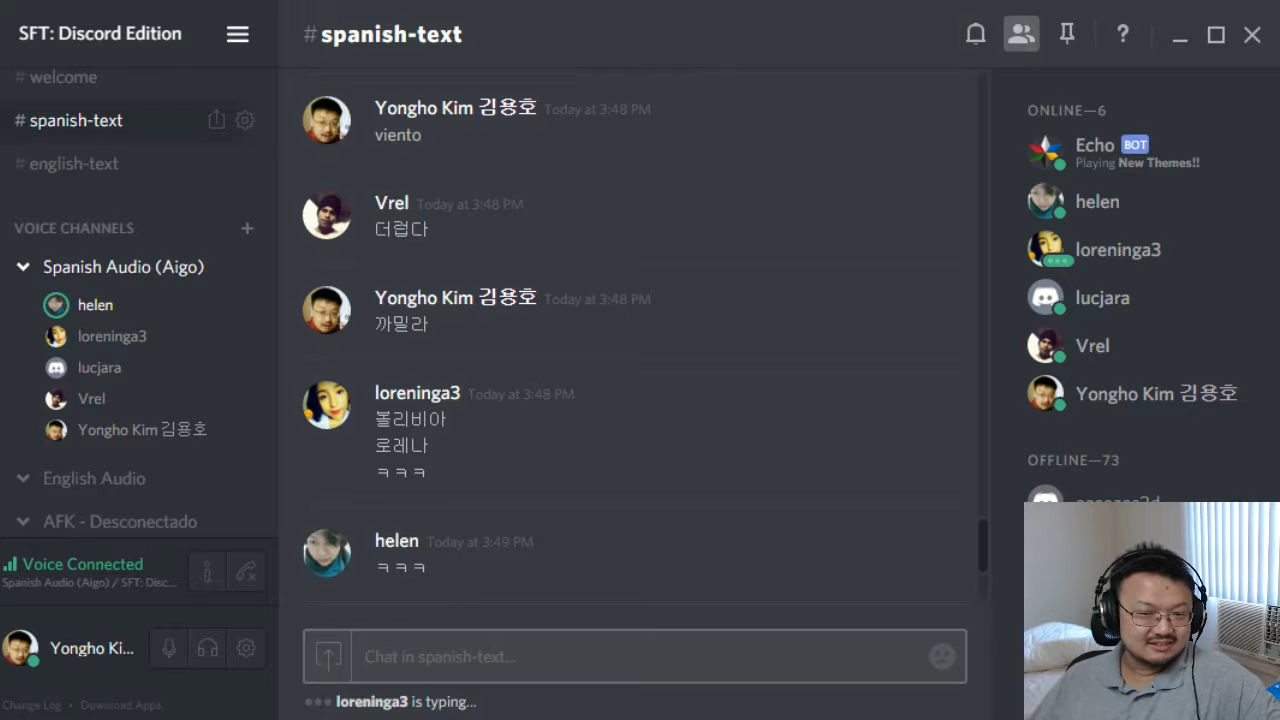 SFT: Discord Edition
# welcome
# spanish-text
# english-text
VOICE CHANNELS
Spanish Audio (Aigo)
helen
loreninga3
lucjara
Vrel
Yongho Kim 김용호
English Audio
AFK - Desconectado
Voice Connected
Spanish Audio (Aigo) / SFT: Disc...
Yongho Ki...
Change Log • Download Apps
# spanish-text
Yongho Kim 김용호 Today at 3:48 PM
viento
Vrel Today at 3:48 PM
더럽다
Yongho Kim 김용호 Today at 3:48 PM
까밀라
loreninga3 Today at 3:48 PM
볼리비아
로레나
ㅋㅋㅋ
helen Today at 3:49 PM
ㅋㅋㅋ
Chat in spanish-text...
loreninga3 is typing...
ONLINE—6
Echo BOT
Playing New Themes!!
helen
loreninga3
lucjara
Vrel
Yongho Kim 김용호
OFFLINE—73